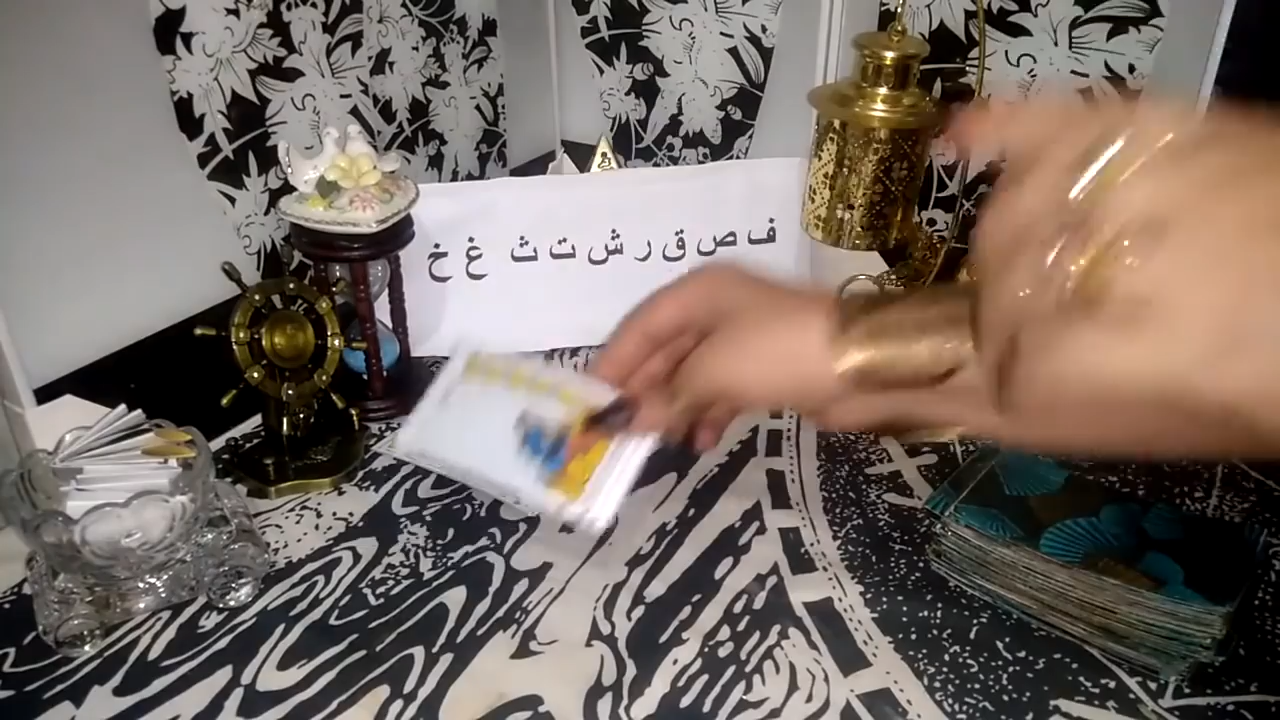 ف ص ق ر ش ت ث غ خ